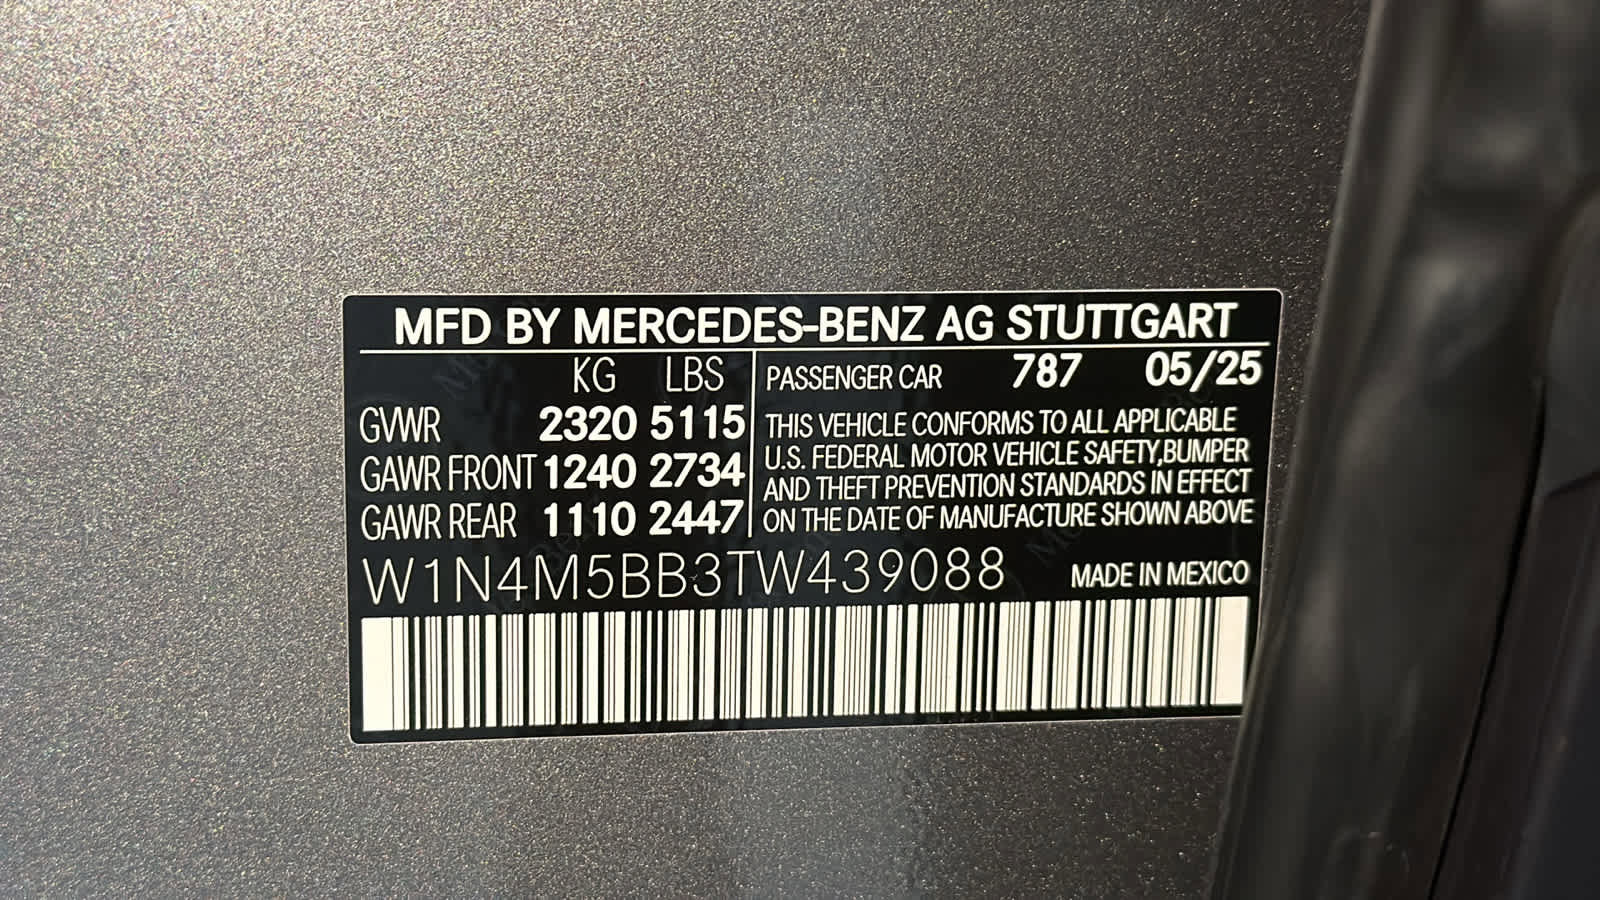 MFD BY MERCEDES-BENZ AG STUTTGART
KG LBS
GVWR 2320 5115
GAWR FRONT 1240 2734
GAWR REAR 1110 2447
PASSENGER CAR 787 05/25
THIS VEHICLE CONFORMS TO ALL APPLICABLE
U.S. FEDERAL MOTOR VEHICLE SAFETY,BUMPER
AND THEFT PREVENTION STANDARDS IN EFFECT
ON THE DATE OF MANUFACTURE SHOWN ABOVE
W1N4M5BB3TW439088
MADE IN MEXICO